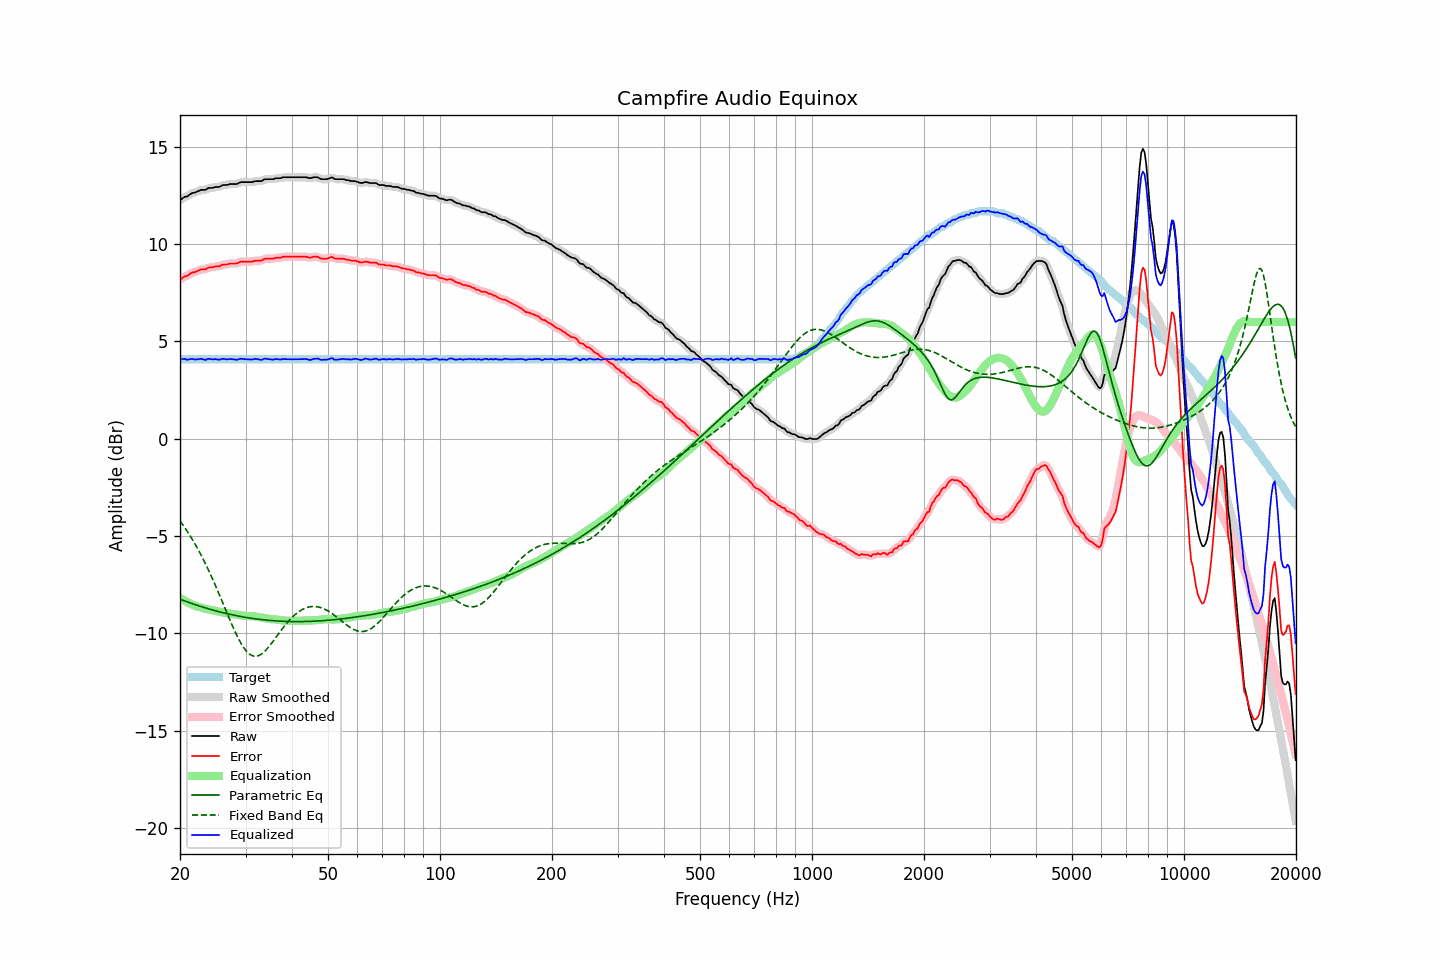 Campfire Audio Equinox
Amplitude (dBr)
15
10
5
0
−5
−10
−15
−20
Target
Raw Smoothed
Error Smoothed
Raw
Error
Equalization
Parametric Eq
Fixed Band Eq
Equalized
20 50 100 200 500 1000 2000 5000 10000 20000
Frequency (Hz)